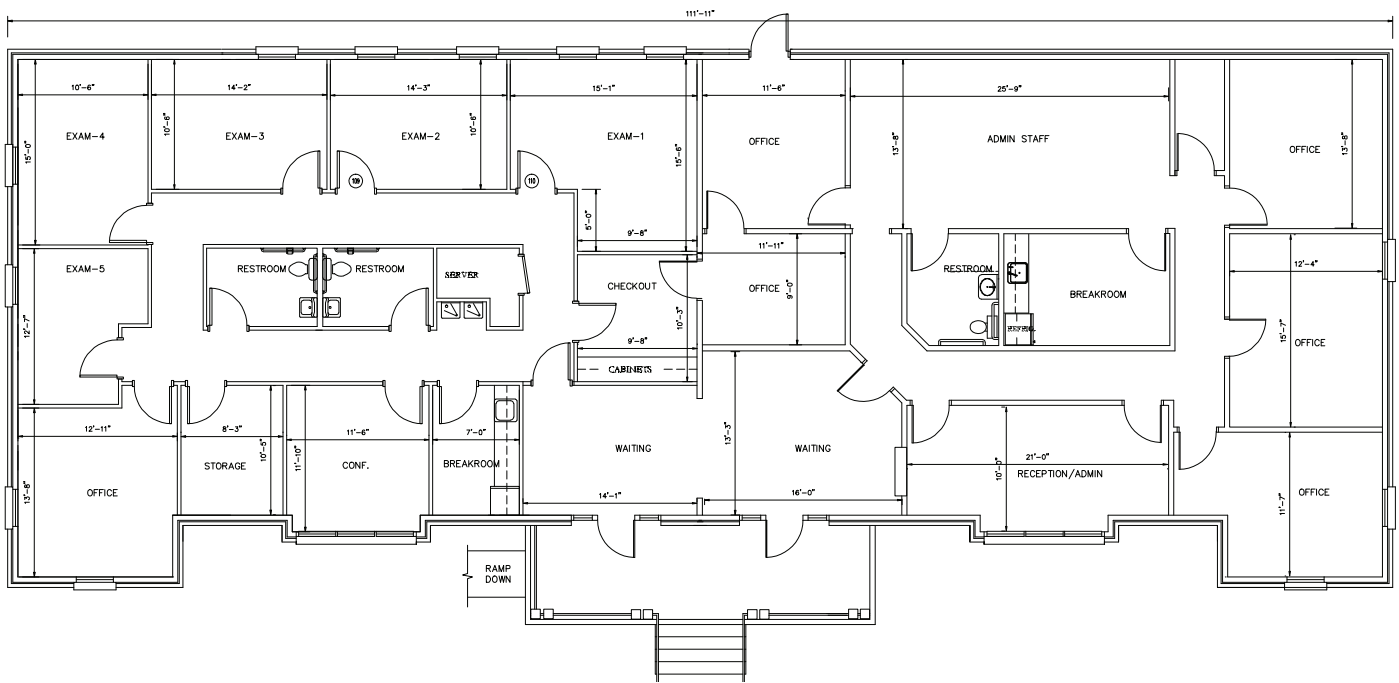 111'-11"
10'-6"
14'-2"
14'-3"
15'-1"
11'-6"
25'-9"
EXAM-4
10'-6"
EXAM-3
EXAM-2
10'-6"
EXAM-1
OFFICE
13'-8"
ADMIN STAFF
OFFICE
13'-8"
15'-0"
15'-6"
109
110
5'-0"
9'-8"
11'-11"
EXAM-5
RESTROOM
RESTROOM
SERVER
CHECKOUT
OFFICE
9'-0"
RESTROOM
BREAKROOM
12'-4"
12'-7"
10'-3"
REFRIG.
15'-7"
OFFICE
9'-8"
CABINETS
12'-11"
8'-3"
11'-6"
7'-0"
WAITING
13'-3"
WAITING
21'-0"
10'-0"
RECEPTION/ADMIN
STORAGE
10'-5"
11'-10"
CONF.
BREAKROOM
13'-8"
OFFICE
14'-1"
16'-0"
OFFICE
11'-7"
RAMP
DOWN